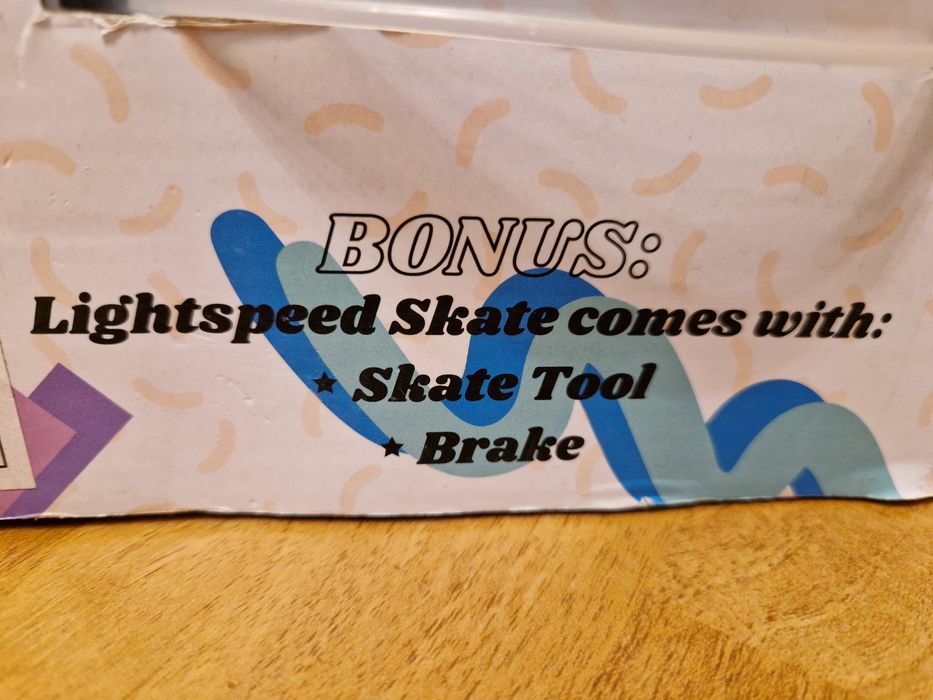 BONUS:
Lightspeed Skate comes with:
★ Skate Tool
★ Brake